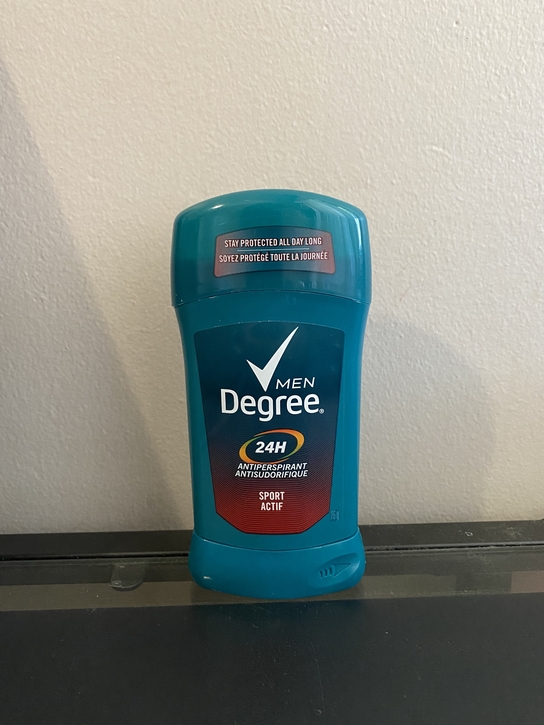 STAY PROTECTED ALL DAY LONG
SOYEZ PROTÉGÉ TOUTE LA JOURNÉE
MEN
Degree®
24H
ANTIPERSPIRANT
ANTISUDORIFIQUE
SPORT
ACTIF